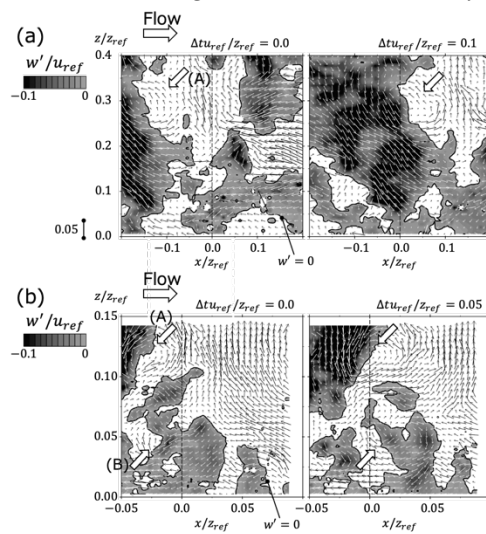 Flow
(a) z/z_ref Δtu_ref/z_ref = 0.0 Δtu_ref/z_ref = 0.1
w′/u_ref
−0.1 0
(A)
0.4
0.3
0.2
0.1
0.0
0.05
−0.1 0.0 0.1 −0.1 0.0 0.1
x/z_ref w′ = 0 x/z_ref
Flow
(b) z/z_ref (A) Δtu_ref/z_ref = 0.0 Δtu_ref/z_ref = 0.05
w′/u_ref
−0.1 0
0.15
0.10
0.05
(B)
0.00
−0.05 0.00 0.05 −0.05 0.00 0.05
x/z_ref w′ = 0 x/z_ref